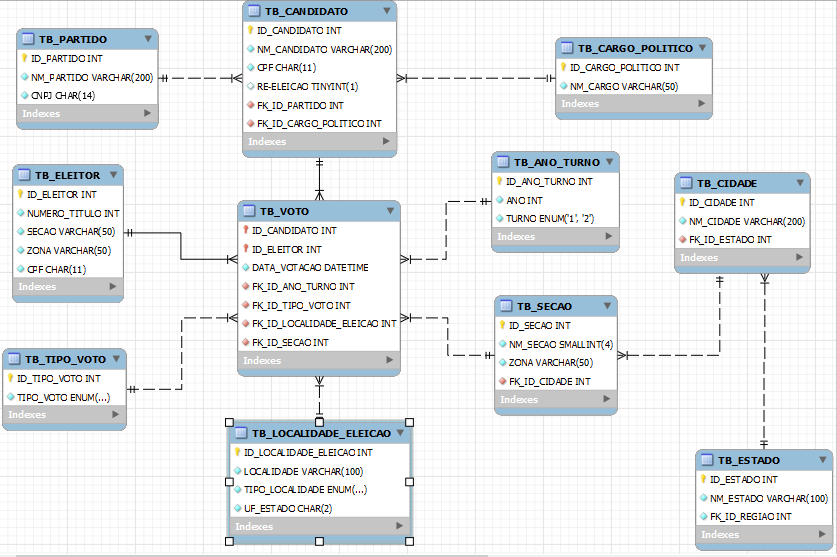 TB_PARTIDO
ID_PARTIDO INT
NM_PARTIDO VARCHAR(200)
CNPJ CHAR(14)
Indexes
TB_CANDIDATO
ID_CANDIDATO INT
NM_CANDIDATO VARCHAR(200)
CPF CHAR(11)
RE-ELEICAO TINYINT(1)
FK_ID_PARTIDO INT
FK_ID_CARGO_POLITICO INT
Indexes
TB_CARGO_POLITICO
ID_CARGO_POLITICO INT
NM_CARGO VARCHAR(50)
Indexes
TB_ELEITOR
ID_ELEITOR INT
NUMERO_TITULO INT
SECAO VARCHAR(50)
ZONA VARCHAR(50)
CPF CHAR(11)
Indexes
TB_VOTO
ID_CANDIDATO INT
ID_ELEITOR INT
DATA_VOTACAO DATETIME
FK_ID_ANO_TURNO INT
FK_ID_TIPO_VOTO INT
FK_ID_LOCALIDADE_ELEICAO INT
FK_ID_SECAO INT
Indexes
TB_ANO_TURNO
ID_ANO_TURNO INT
ANO INT
TURNO ENUM('1', '2')
Indexes
TB_CIDADE
ID_CIDADE INT
NM_CIDADE VARCHAR(200)
FK_ID_ESTADO INT
Indexes
TB_SECAO
ID_SECAO INT
NM_SECAO SMALLINT(4)
ZONA VARCHAR(50)
FK_ID_CIDADE INT
Indexes
TB_TIPO_VOTO
ID_TIPO_VOTO INT
TIPO_VOTO ENUM(...)
Indexes
TB_LOCALIDADE_ELEICAO
ID_LOCALIDADE_ELEICAO INT
LOCALIDADE VARCHAR(100)
TIPO_LOCALIDADE ENUM(...)
UF_ESTADO CHAR(2)
Indexes
TB_ESTADO
ID_ESTADO INT
NM_ESTADO VARCHAR(100)
FK_ID_REGIAO INT
Indexes